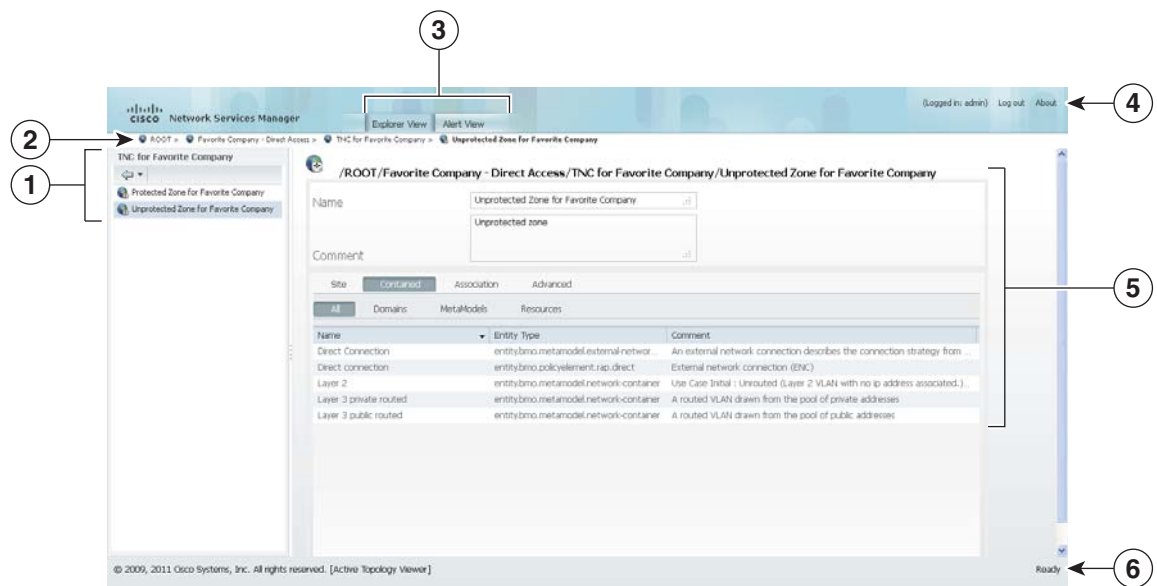 3
CISCO Network Services Manager
Explorer View Alert View
(Logged in: admin) Log out About
4
2
ROOT > Favorite Company - Direct Access > TNC for Favorite Company > Unprotected Zone for Favorite Company
1
TNC for Favorite Company
Protected Zone for Favorite Company
Unprotected Zone for Favorite Company
/ROOT/Favorite Company - Direct Access/TNC for Favorite Company/Unprotected Zone for Favorite Company
Name Unprotected Zone for Favorite Company
Unprotected zone
Comment
Site Contained Association Advanced
5
All Domains MetaModels Resources
Name Entity Type Comment
Direct Connection entity.bmo.metamodel.external-networ... An external network connection describes the connection strategy from ...
Direct connection entity.bmo.policyelement.rap.direct External network connection (ENC)
Layer 2 entity.bmo.metamodel.network-container Use Case Initial : Unrouted (Layer 2 VLAN with no ip address associated.)...
Layer 3 private routed entity.bmo.metamodel.network-container A routed VLAN drawn from the pool of private addresses
Layer 3 public routed entity.bmo.metamodel.network-container A routed VLAN drawn from the pool of public addresses
© 2009, 2011 Cisco Systems, Inc. All rights reserved. [Active Topology Viewer] Ready
6